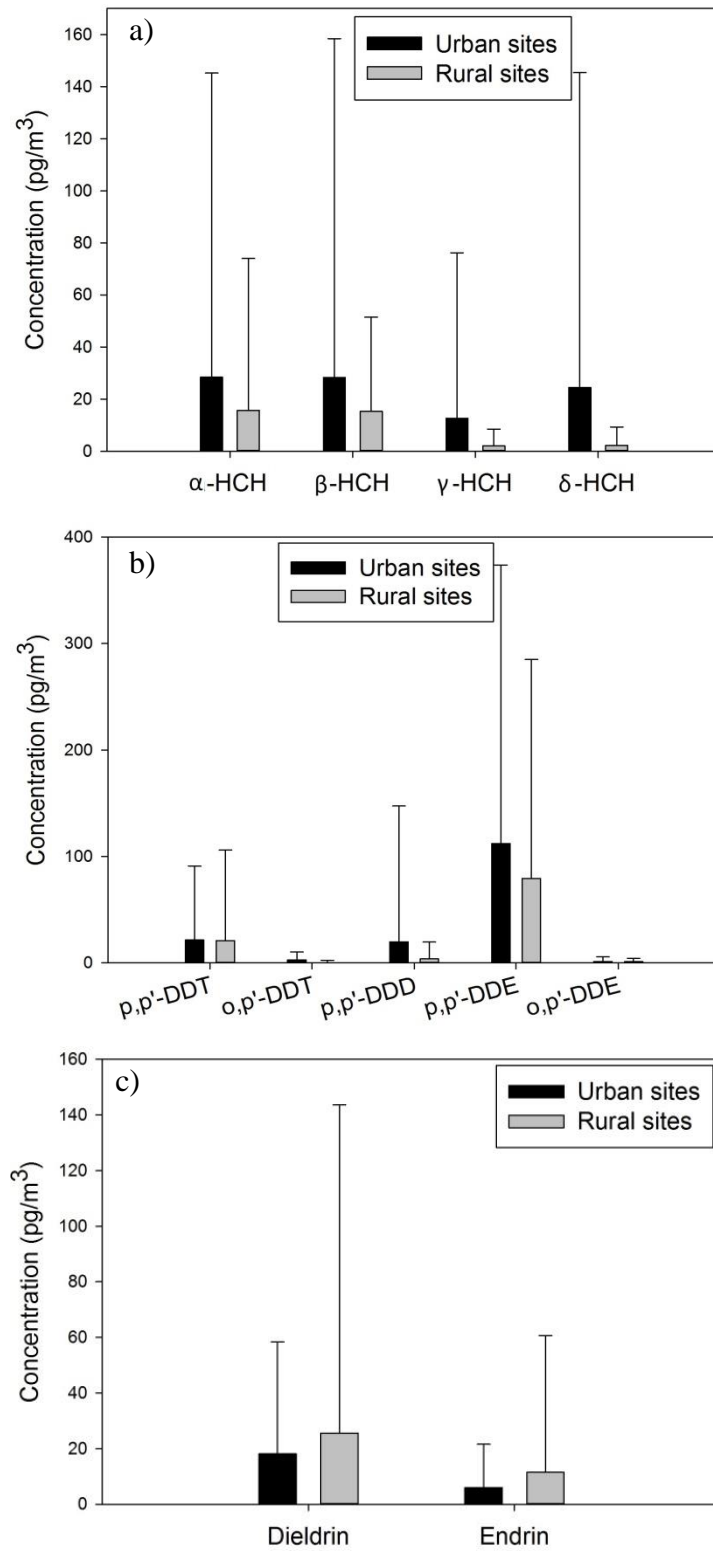 a)
Urban sites
Rural sites
Concentration (pg/m³)
160
140
120
100
80
60
40
20
0
α-HCH β-HCH γ-HCH δ-HCH
b)
Urban sites
Rural sites
Concentration (pg/m³)
400
300
200
100
0
p,p'-DDT o,p'-DDT p,p'-DDD p,p'-DDE o,p'-DDE
c)
Urban sites
Rural sites
Concentration (pg/m³)
160
140
120
100
80
60
40
20
0
Dieldrin Endrin